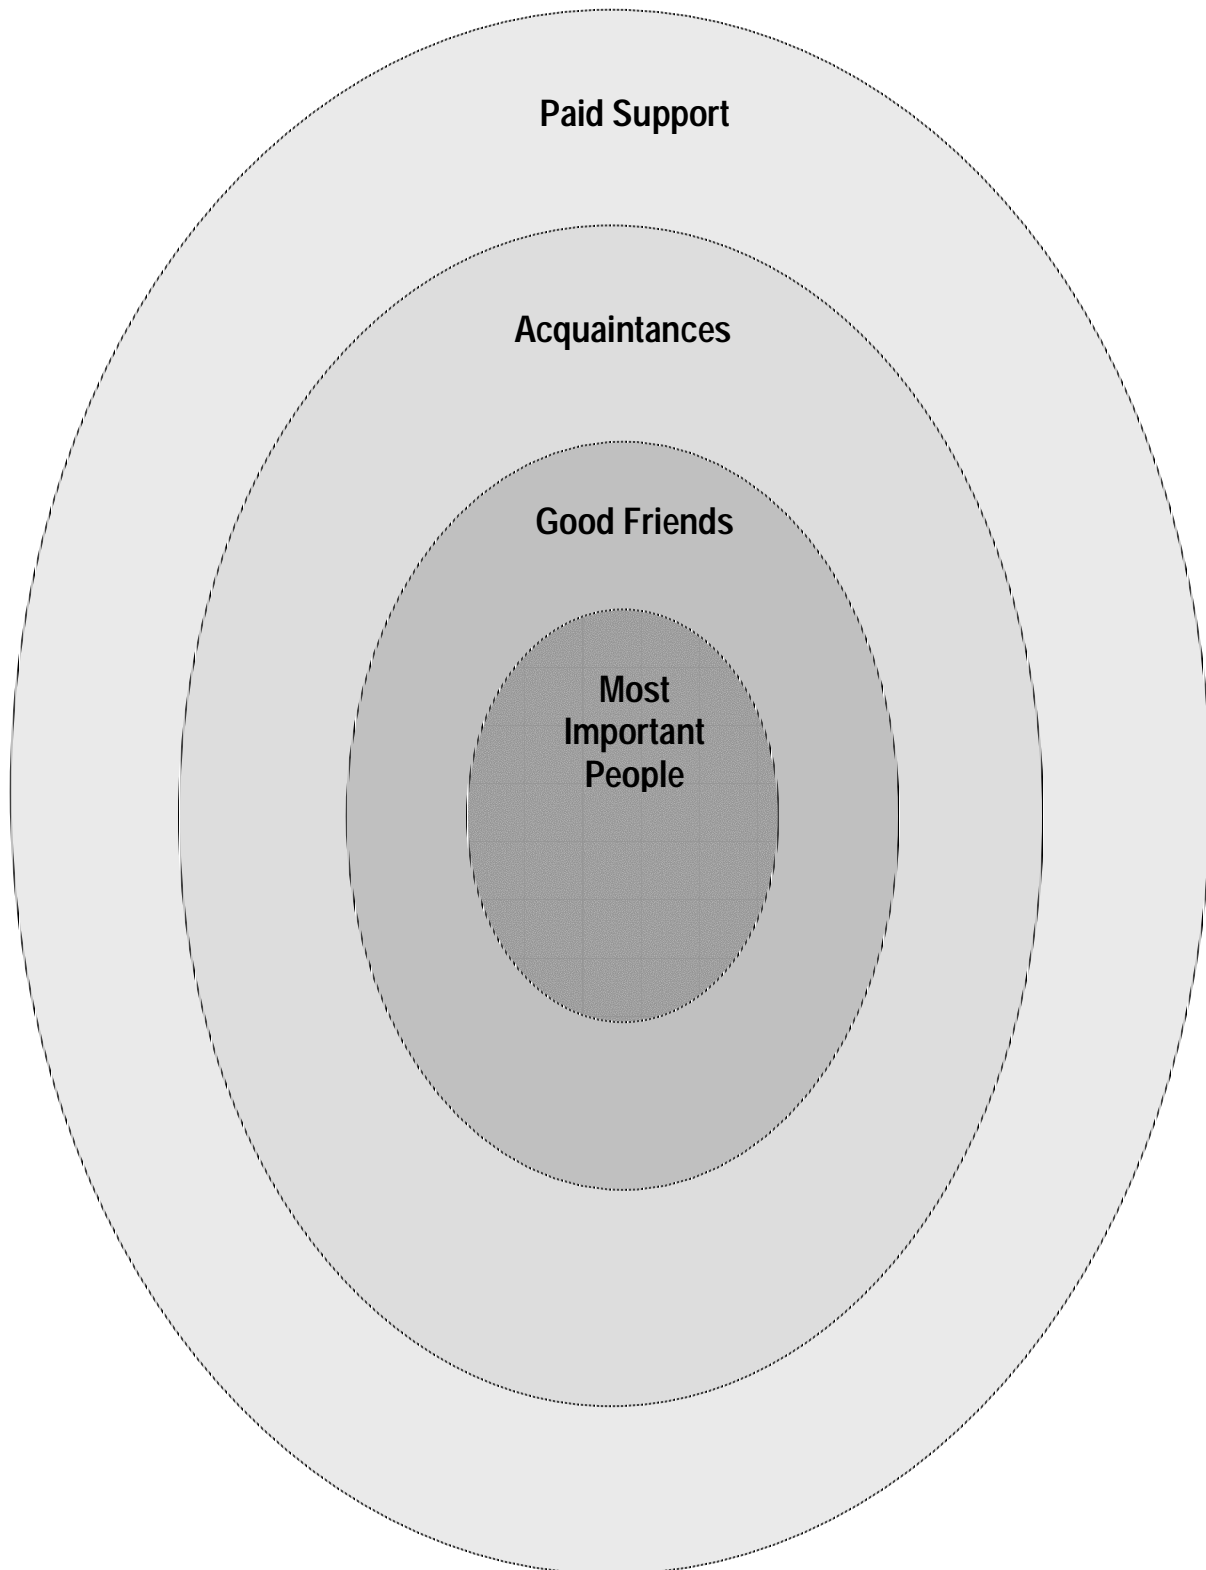 Paid Support
Acquaintances
Good Friends
Most
Important
People